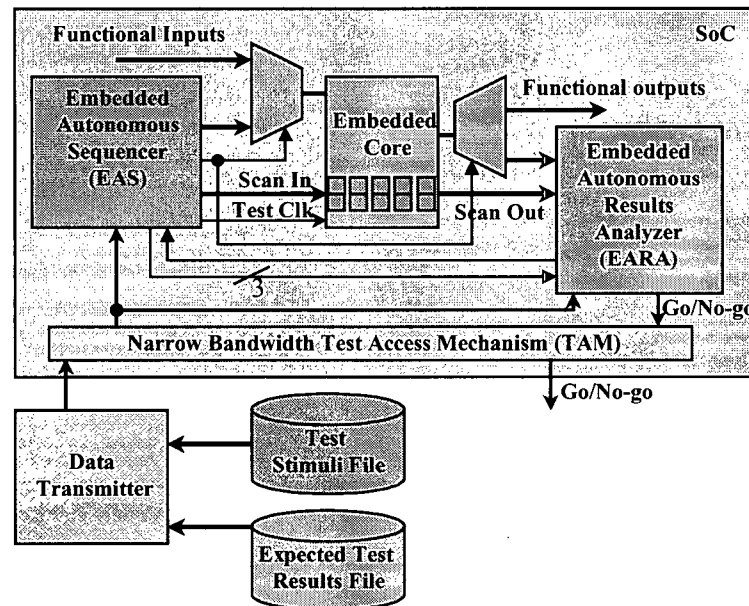 SoC
Functional Inputs
Embedded
Autonomous
Sequencer
(EAS)
Embedded
Core
Functional outputs
Embedded
Autonomous
Results
Analyzer
(EARA)
Scan In
Test Clk
Scan Out
3
Go/No-go
Narrow Bandwidth Test Access Mechanism (TAM)
Go/No-go
Data
Transmitter
Test
Stimuli File
Expected Test
Results File